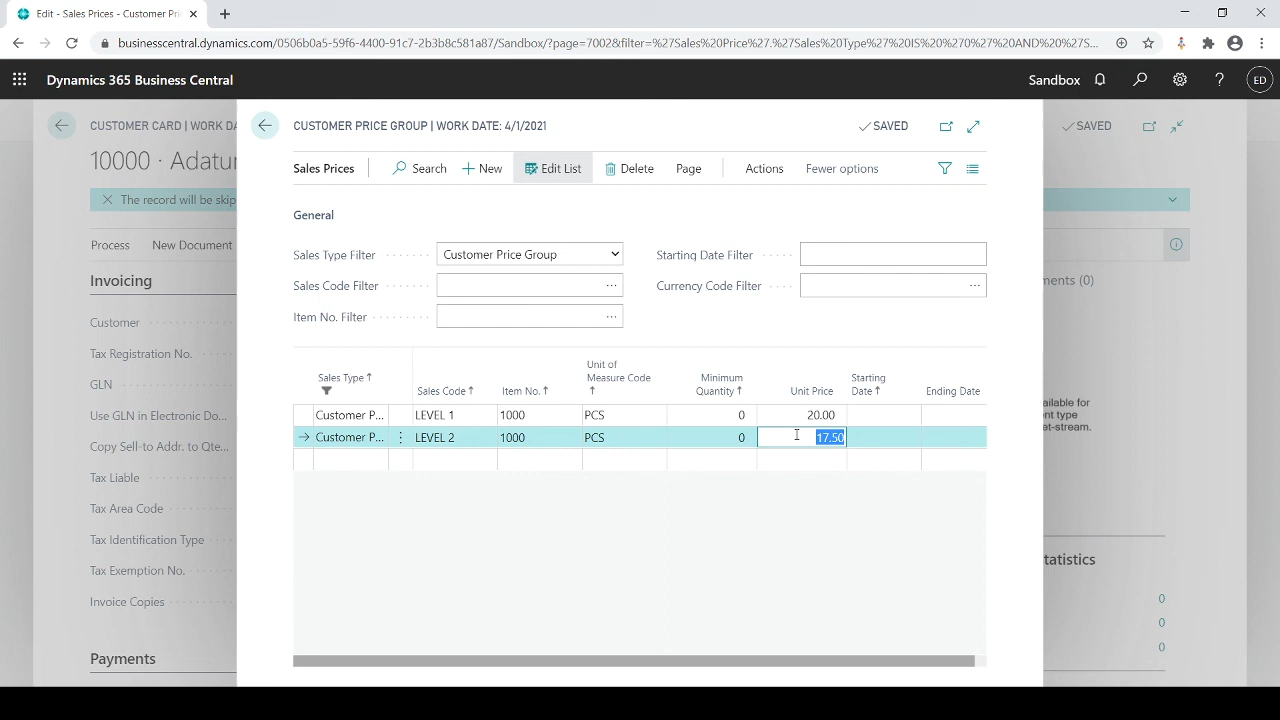 Edit - Sales Prices - Customer Pri
businesscentral.dynamics.com/0506b0a5-59f6-4400-91c7-2b3b8c581a87/Sandbox/?page=7002&filter=%27Sales%20Price%27.%27Sales%20Type%27%20IS%20%270%27%20AND%20%27S...
Dynamics 365 Business Central
Sandbox
?
ED
CUSTOMER CARD | WORK DA
CUSTOMER PRICE GROUP | WORK DATE: 4/1/2021
SAVED
SAVED
10000 · Adatum
Sales Prices
Search
New
Edit List
Delete
Page
Actions
Fewer options
The record will be skip
General
Process
New Document
Sales Type Filter
Customer Price Group
Starting Date Filter
Invoicing
Sales Code Filter
Currency Code Filter
ments (0)
Customer
Item No. Filter
Tax Registration No.
GLN
Use GLN in Electronic Do...
Copy Sell-to Addr. to Qte...
Tax Liable
Tax Area Code
Tax Identification Type
Tax Exemption No.
Invoice Copies
Payments
Sales Type
Sales Code
Item No.
Unit of
Measure Code
Minimum
Quantity
Unit Price
Starting
Date
Ending Date
Customer P... LEVEL 1 1000 PCS 0 20.00
Customer P... LEVEL 2 1000 PCS 0 17.50
ailable for
ent type
et-stream.
tatistics
0
0
0